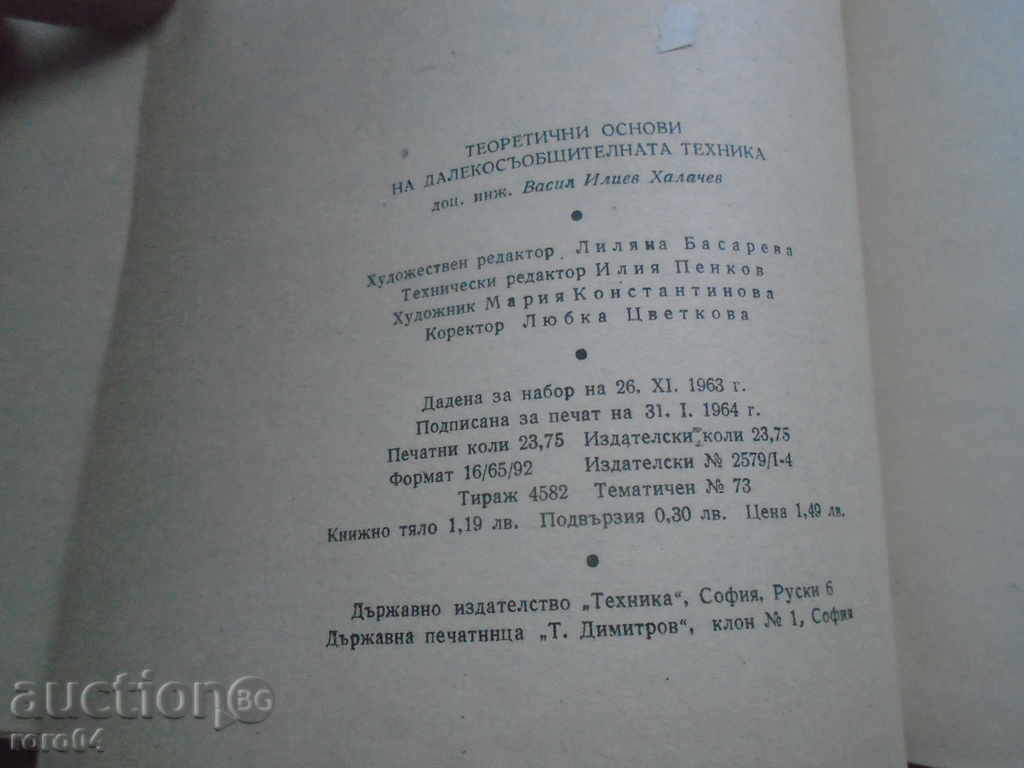 ТЕОРЕТИЧНИ ОСНОВИ
НА ДАЛЕКОСЪОБЩИТЕЛНАТА ТЕХНИКА
доц. инж. Васил Илиев Халачев
Художествен редактор Лиляна Басарева
Технически редактор Илия Пенков
Художник Мария Константинова
Коректор Любка Цветкова
Дадена за набор на 26. XI. 1963 г.
Подписана за печат на 31. I. 1964 г.
Печатни коли 23,75 Издателски коли 23,75
Формат 16/65/92 Издателски № 2579/I-4
Тираж 4582 Тематичен № 73
Книжно тяло 1,19 лв. Подвързия 0,30 лв. Цена 1,49 лв.
Държавно издателство „Техника“, София, Руски 6
Държавна печатница „Т. Димитров“, клон № 1, София
auction BG
roro04